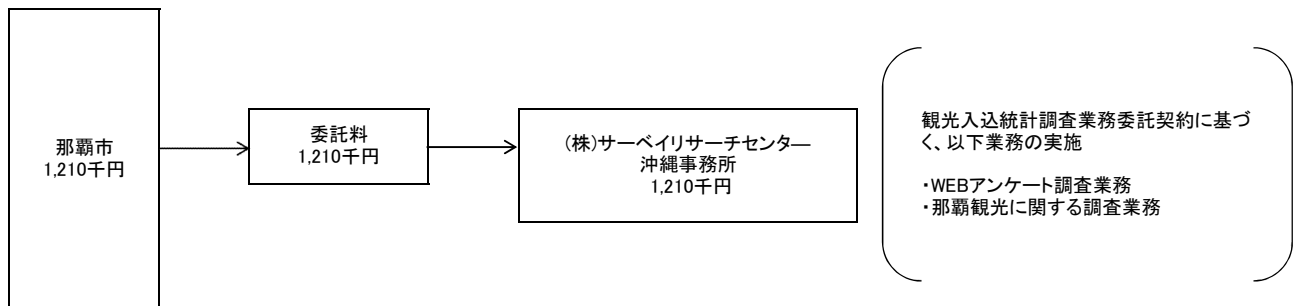 那覇市
1,210千円
委託料
1,210千円
(株)サーベイリサーチセンタ―
沖縄事務所
1,210千円
観光入込統計調査業務委託契約に基づ
く、以下業務の実施
・WEBアンケート調査業務
・那覇観光に関する調査業務